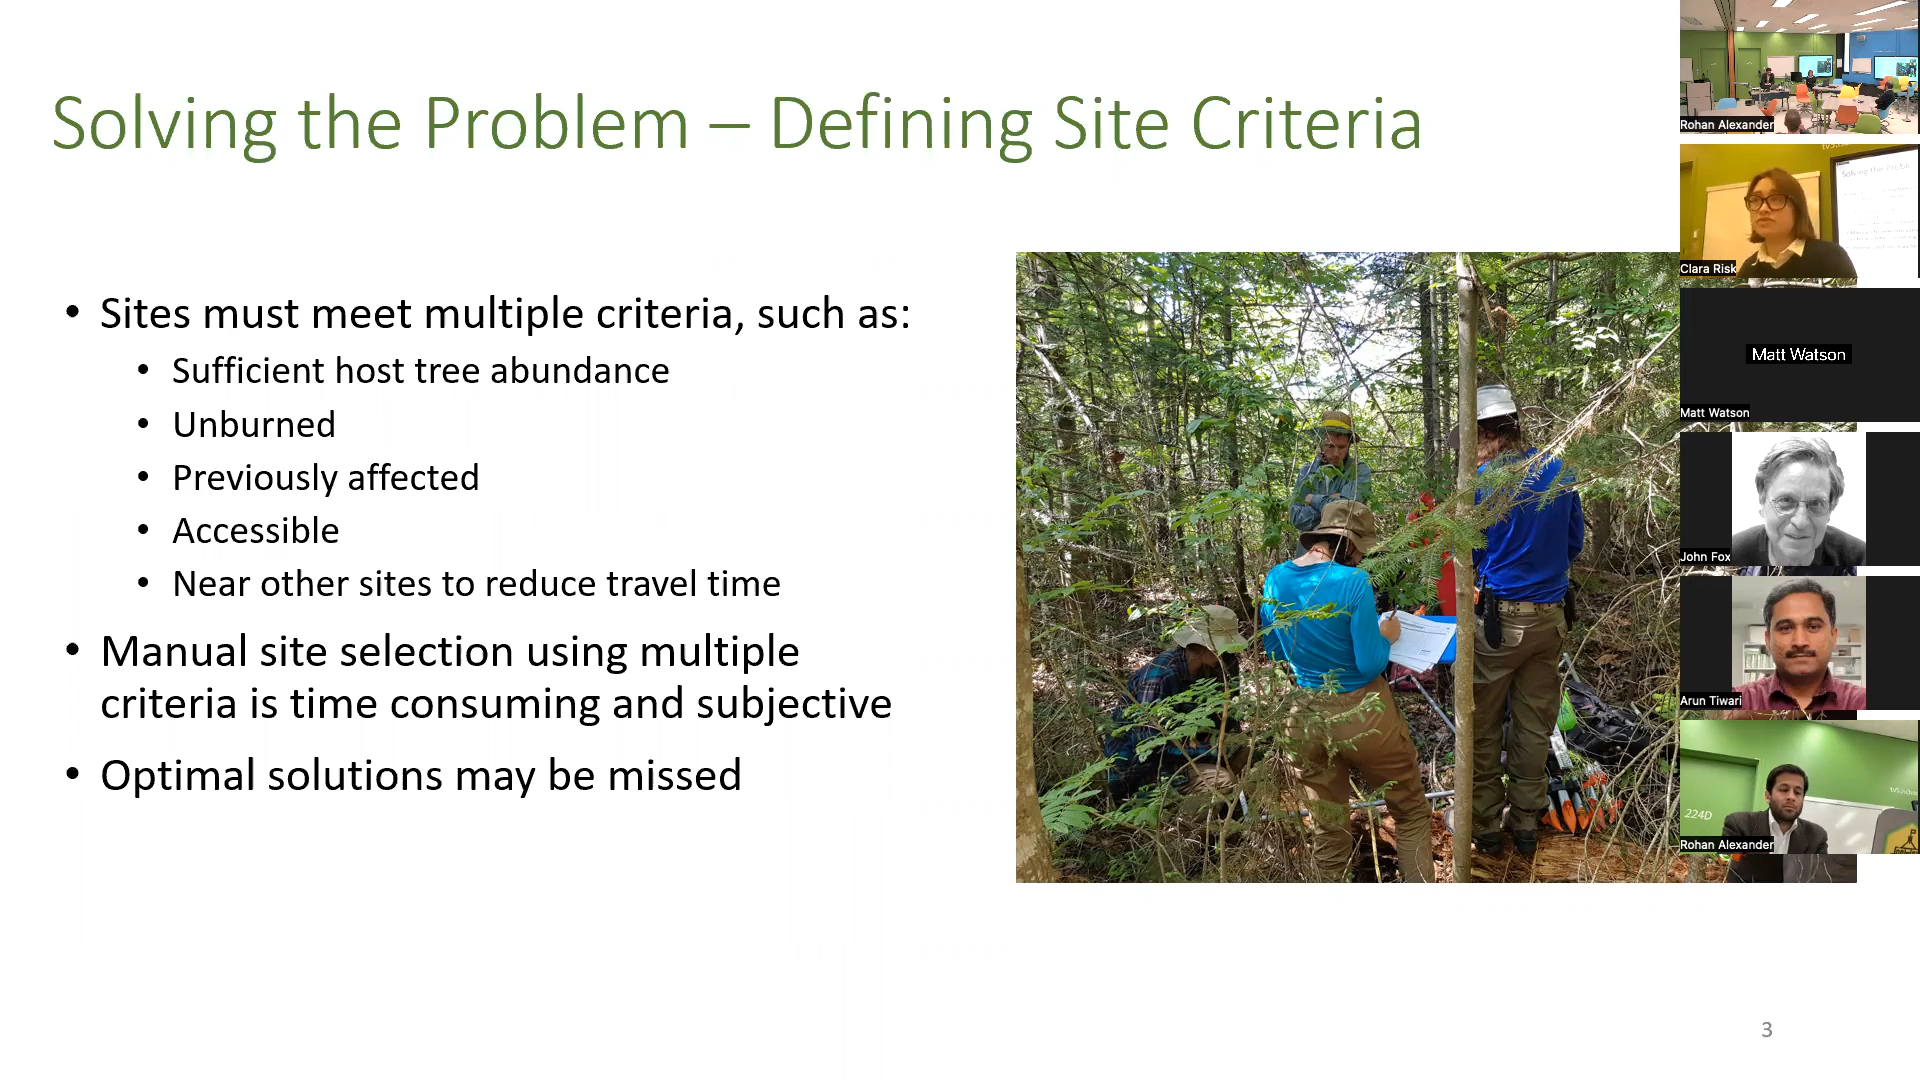 Solving the Problem – Defining Site Criteria
• Sites must meet multiple criteria, such as:
• Sufficient host tree abundance
• Unburned
• Previously affected
• Accessible
• Near other sites to reduce travel time
• Manual site selection using multiple
criteria is time consuming and subjective
• Optimal solutions may be missed
3
Rohan Alexander
Clara Risk
Matt Watson
Matt Watson
John Fox
Arun Tiwari
224D
Rohan Alexander